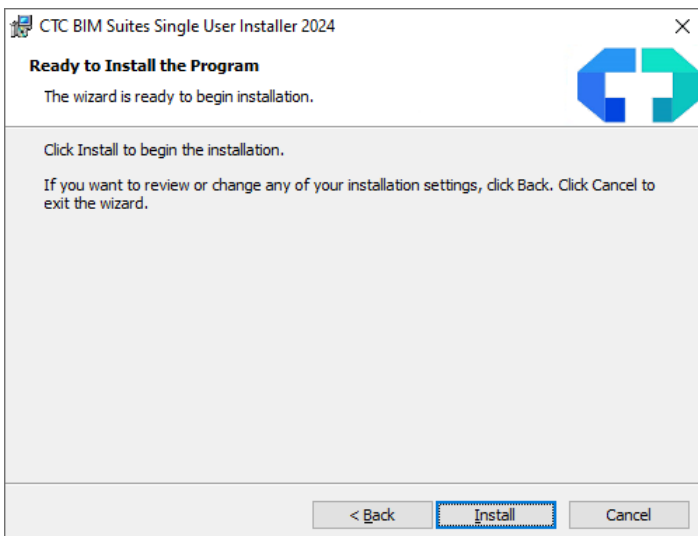 CTC BIM Suites Single User Installer 2024
Ready to Install the Program
The wizard is ready to begin installation.
Click Install to begin the installation.
If you want to review or change any of your installation settings, click Back. Click Cancel to
exit the wizard.
< Back
Install
Cancel